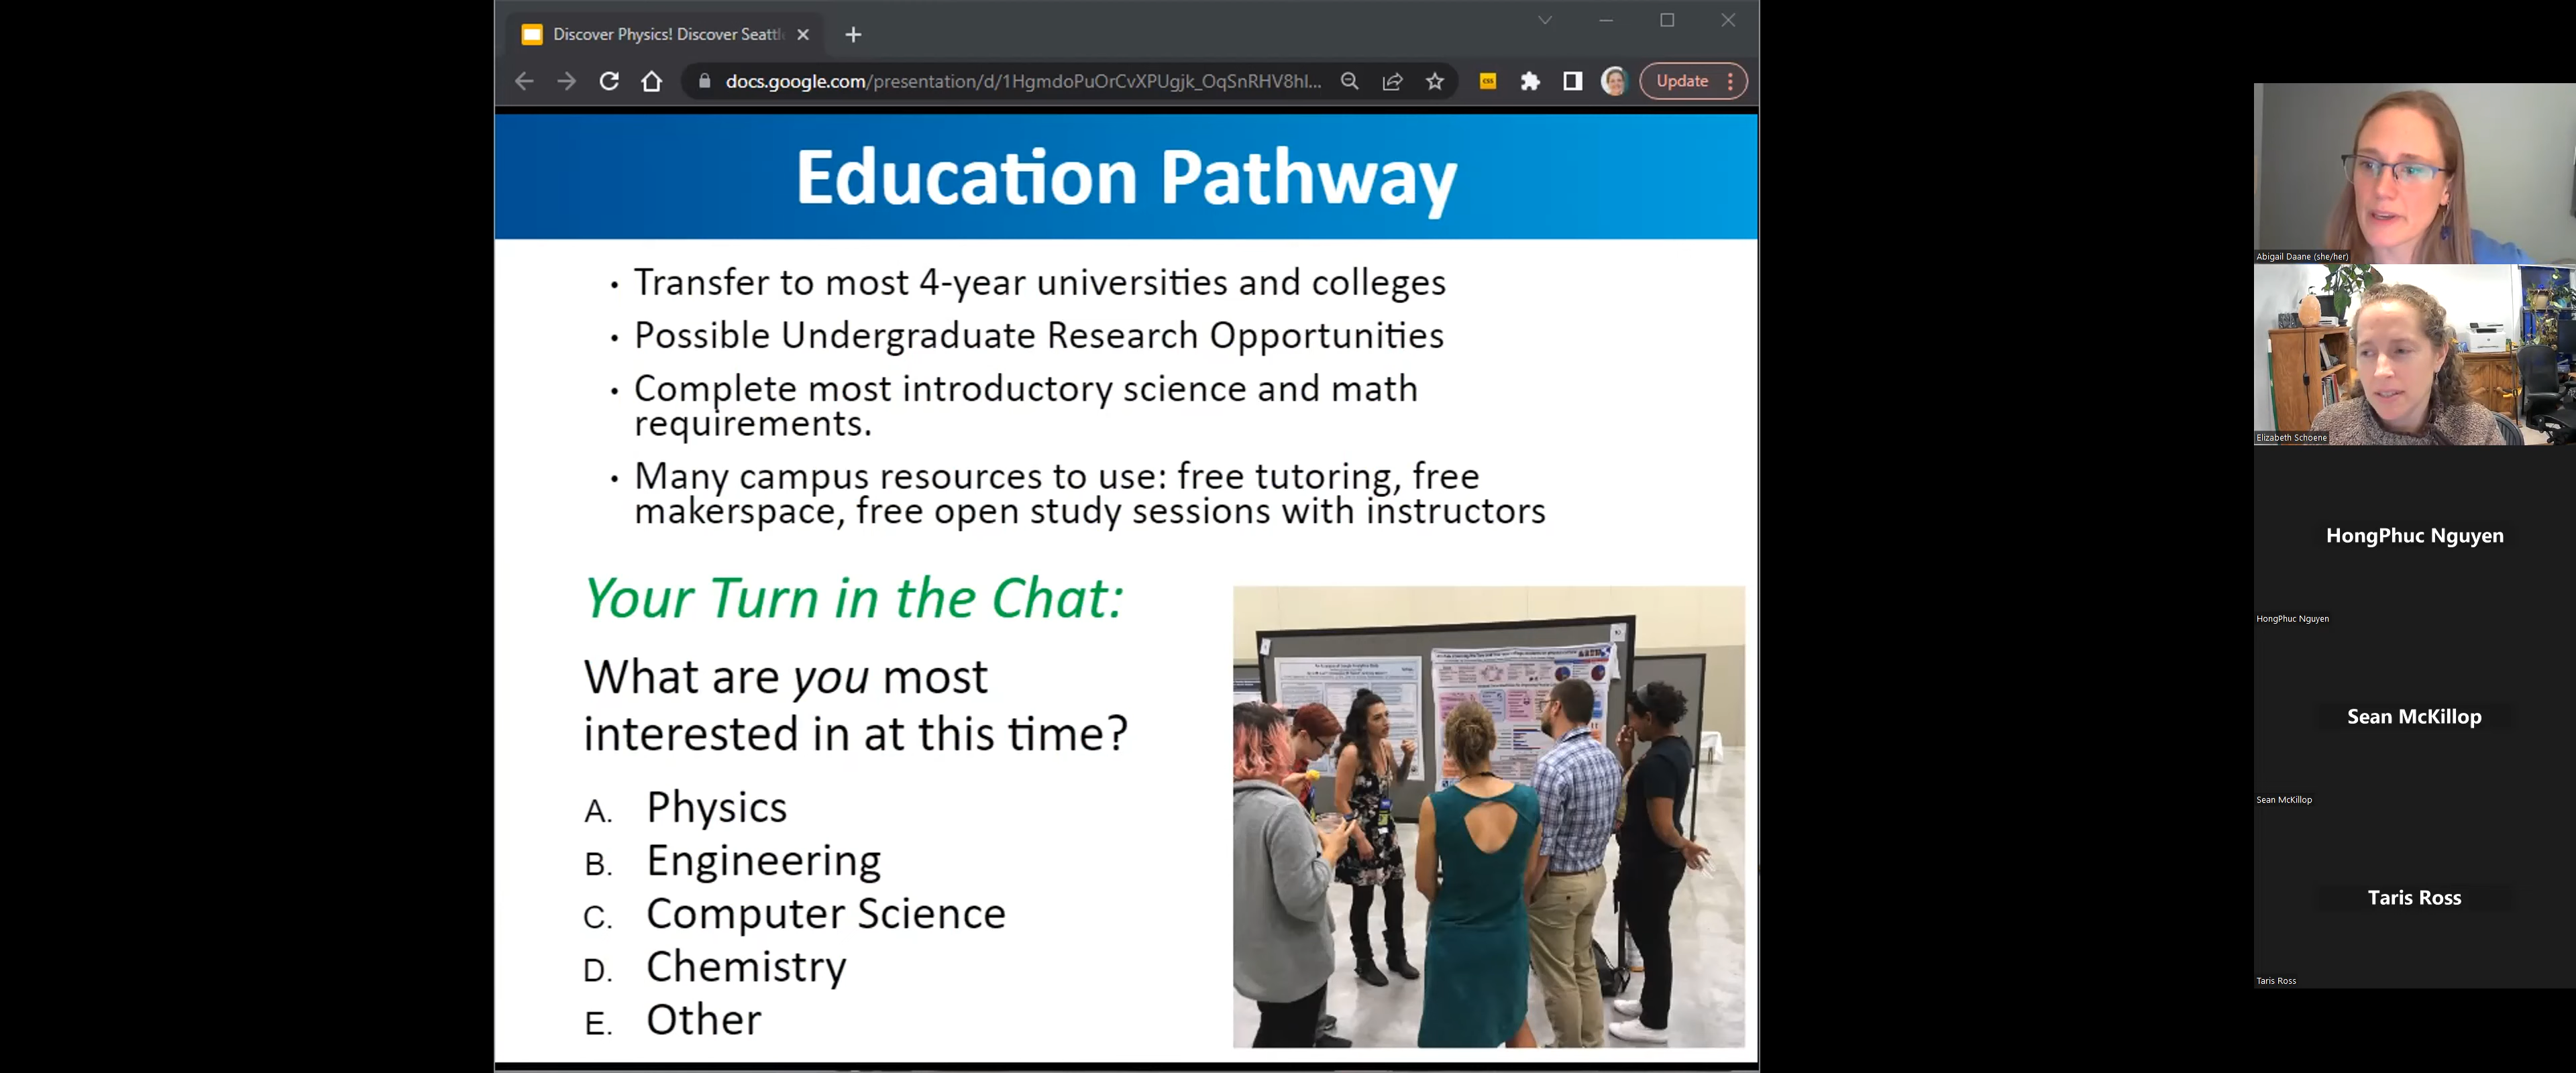 Discover Physics! Discover Seattl
docs.google.com/presentation/d/1HgmdoPuOrCvXPUgjk_OqSnRHV8hl...
css
Update
Education Pathway
• Transfer to most 4-year universities and colleges
• Possible Undergraduate Research Opportunities
• Complete most introductory science and math
requirements.
• Many campus resources to use: free tutoring, free
makerspace, free open study sessions with instructors
Your Turn in the Chat:
What are you most
interested in at this time?
A. Physics
B. Engineering
C. Computer Science
D. Chemistry
E. Other
Abigail Daane (she/her)
Elizabeth Schoene
HongPhuc Nguyen
HongPhuc Nguyen
Sean McKillop
Sean McKillop
Taris Ross
Taris Ross